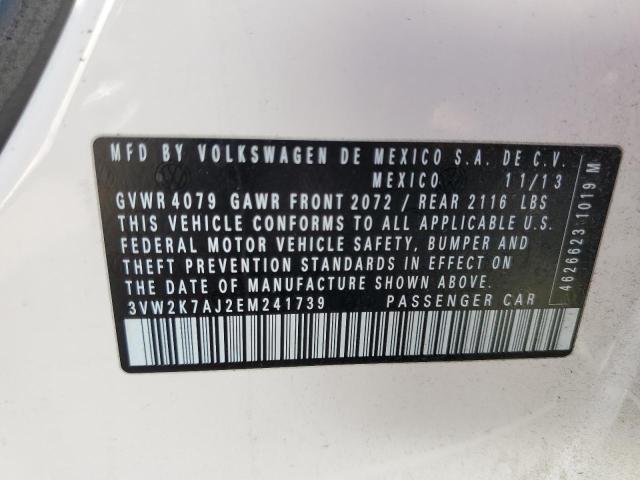 MFD BY VOLKSWAGEN DE MEXICO S.A. DE C.V.
MEXICO 11/13
GVWR 4079 GAWR FRONT 2072 / REAR 2116 LBS
THIS VEHICLE CONFORMS TO ALL APPLICABLE U.S.
FEDERAL MOTOR VEHICLE SAFETY, BUMPER AND
THEFT PREVENTION STANDARDS IN EFFECT ON
THE DATE OF MANUFACTURE SHOWN ABOVE.
3VW2K7AJ2EM241739 PASSENGER CAR
4626623 1019 M